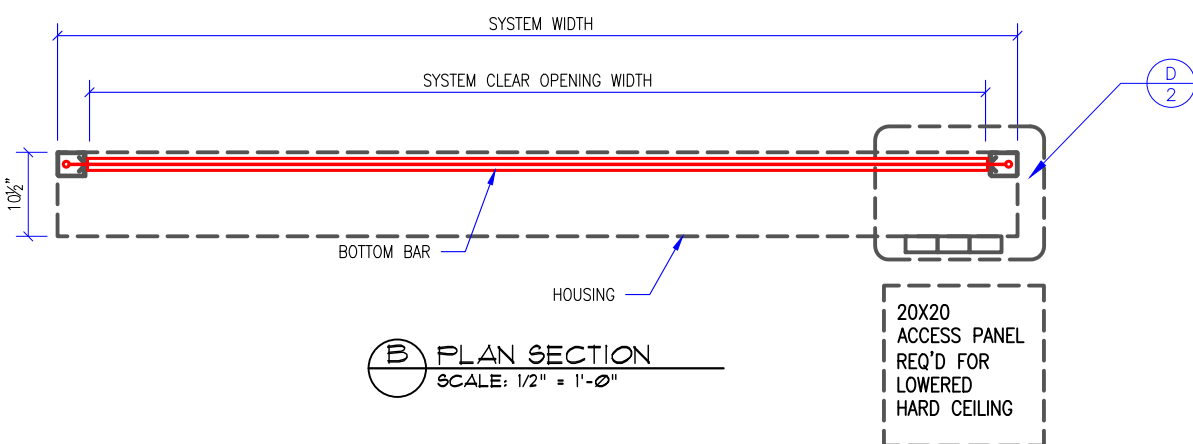 SYSTEM WIDTH
SYSTEM CLEAR OPENING WIDTH
D
2
10½"
BOTTOM BAR
HOUSING
20X20
ACCESS PANEL
REQ'D FOR
LOWERED
HARD CEILING
B PLAN SECTION
SCALE: 1/2" = 1'-0"